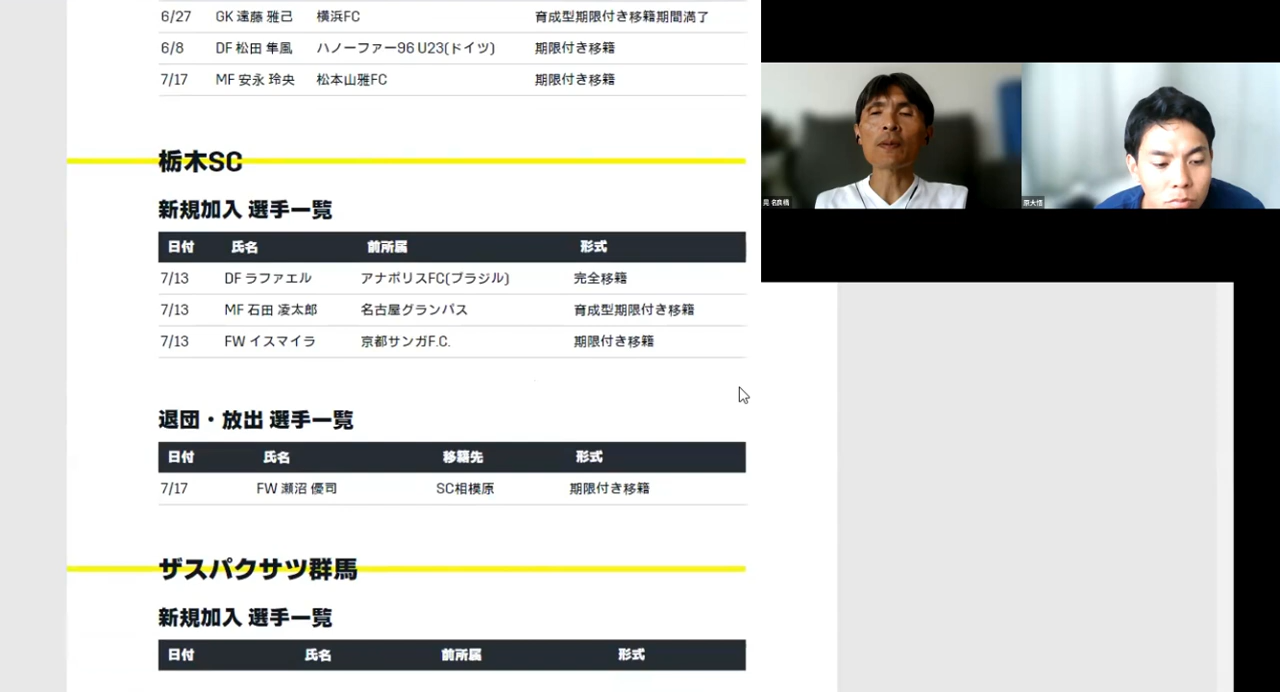 6/27 GK 遠藤 雅己 横浜FC 育成型期限付き移籍期間満了
6/8 DF 松田 隼風 ハノーファー96 U23(ドイツ) 期限付き移籍
7/17 MF 安永 玲央 松本山雅FC 期限付き移籍
栃木SC
新規加入 選手一覧
日付 氏名 前所属 形式
7/13 DF ラファエル アナポリスFC(ブラジル) 完全移籍
7/13 MF 石田 凌太郎 名古屋グランパス 育成型期限付き移籍
7/13 FW イスマイラ 京都サンガF.C. 期限付き移籍
退団・放出 選手一覧
日付 氏名 移籍先 形式
7/17 FW 瀬沼 優司 SC相模原 期限付き移籍
ザスパクサツ群馬
新規加入 選手一覧
日付 氏名 前所属 形式
晃 名良橋
原大悟